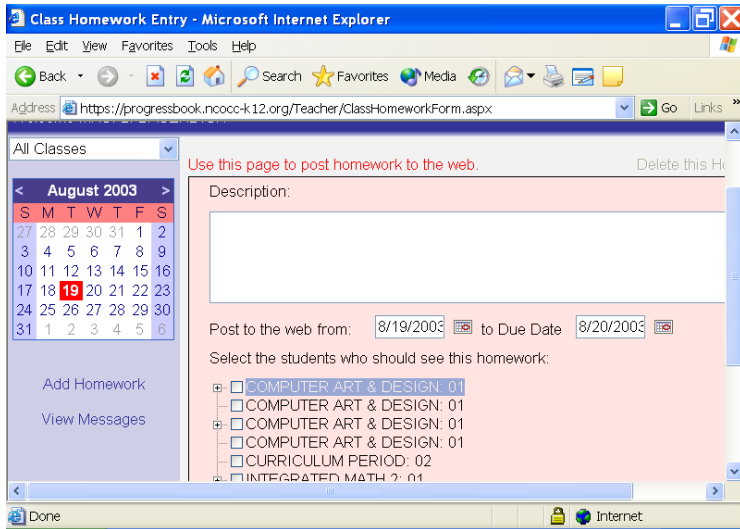 Class Homework Entry - Microsoft Internet Explorer
File Edit View Favorites Tools Help
Back Search Favorites Media
Address https://progressbook.ncocc-k12.org/Teacher/ClassHomeworkForm.aspx Go Links »
All Classes
Use this page to post homework to the web. Delete this
< August 2003 >
S M T W T F S
27 28 29 30 31 1 2
3 4 5 6 7 8 9
10 11 12 13 14 15 16
17 18 19 20 21 22 23
24 25 26 27 28 29 30
31 1 2 3 4 5 6
Add Homework
View Messages
Description:
Post to the web from: 8/19/2003 to Due Date 8/20/2003
Select the students who should see this homework:
COMPUTER ART & DESIGN: 01
COMPUTER ART & DESIGN: 01
COMPUTER ART & DESIGN: 01
COMPUTER ART & DESIGN: 01
CURRICULUM PERIOD: 02
INTEGRATED MATH 2: 01
Done Internet